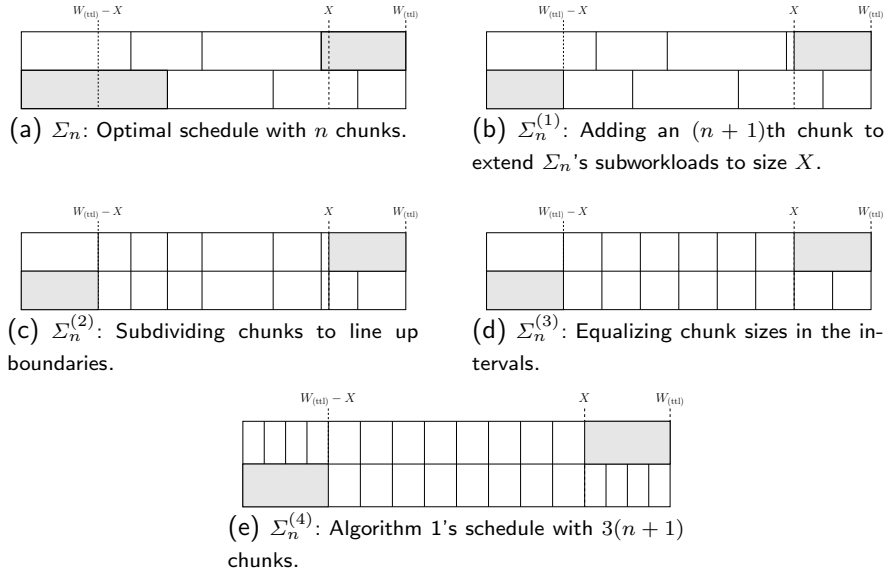 W(ttl) − X X W(ttl)
W(ttl) − X X W(ttl)
(a) Σn: Optimal schedule with n chunks.
(b) Σn(1): Adding an (n + 1)th chunk to
extend Σn's subworkloads to size X.
W(ttl) − X X W(ttl)
W(ttl) − X X W(ttl)
(c) Σn(2): Subdividing chunks to line up
boundaries.
(d) Σn(3): Equalizing chunk sizes in the in-
tervals.
W(ttl) − X X W(ttl)
(e) Σn(4): Algorithm 1's schedule with 3(n + 1)
chunks.